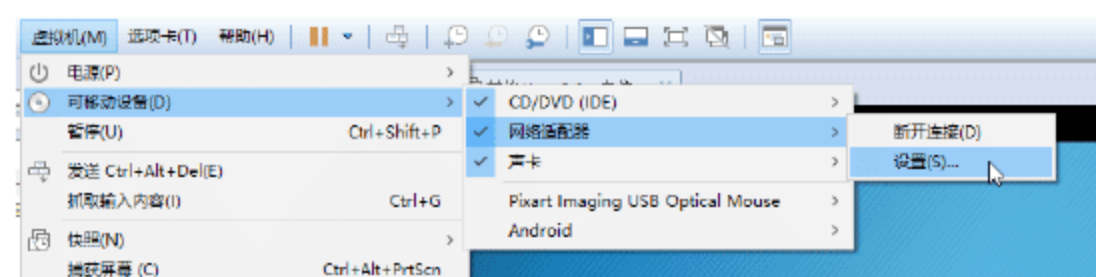 虚拟机(M) 选项卡(T) 帮助(H)
电源(P)
可移动设备(D)
暂停(U) Ctrl+Shift+P
发送 Ctrl+Alt+Del(E)
抓取输入内容(I) Ctrl+G
快照(N)
捕获屏幕 (C) Ctrl+Alt+PrtScn
CD/DVD (IDE)
网络适配器
声卡
Pixart Imaging USB Optical Mouse
Android
断开连接(D)
设置(S)...